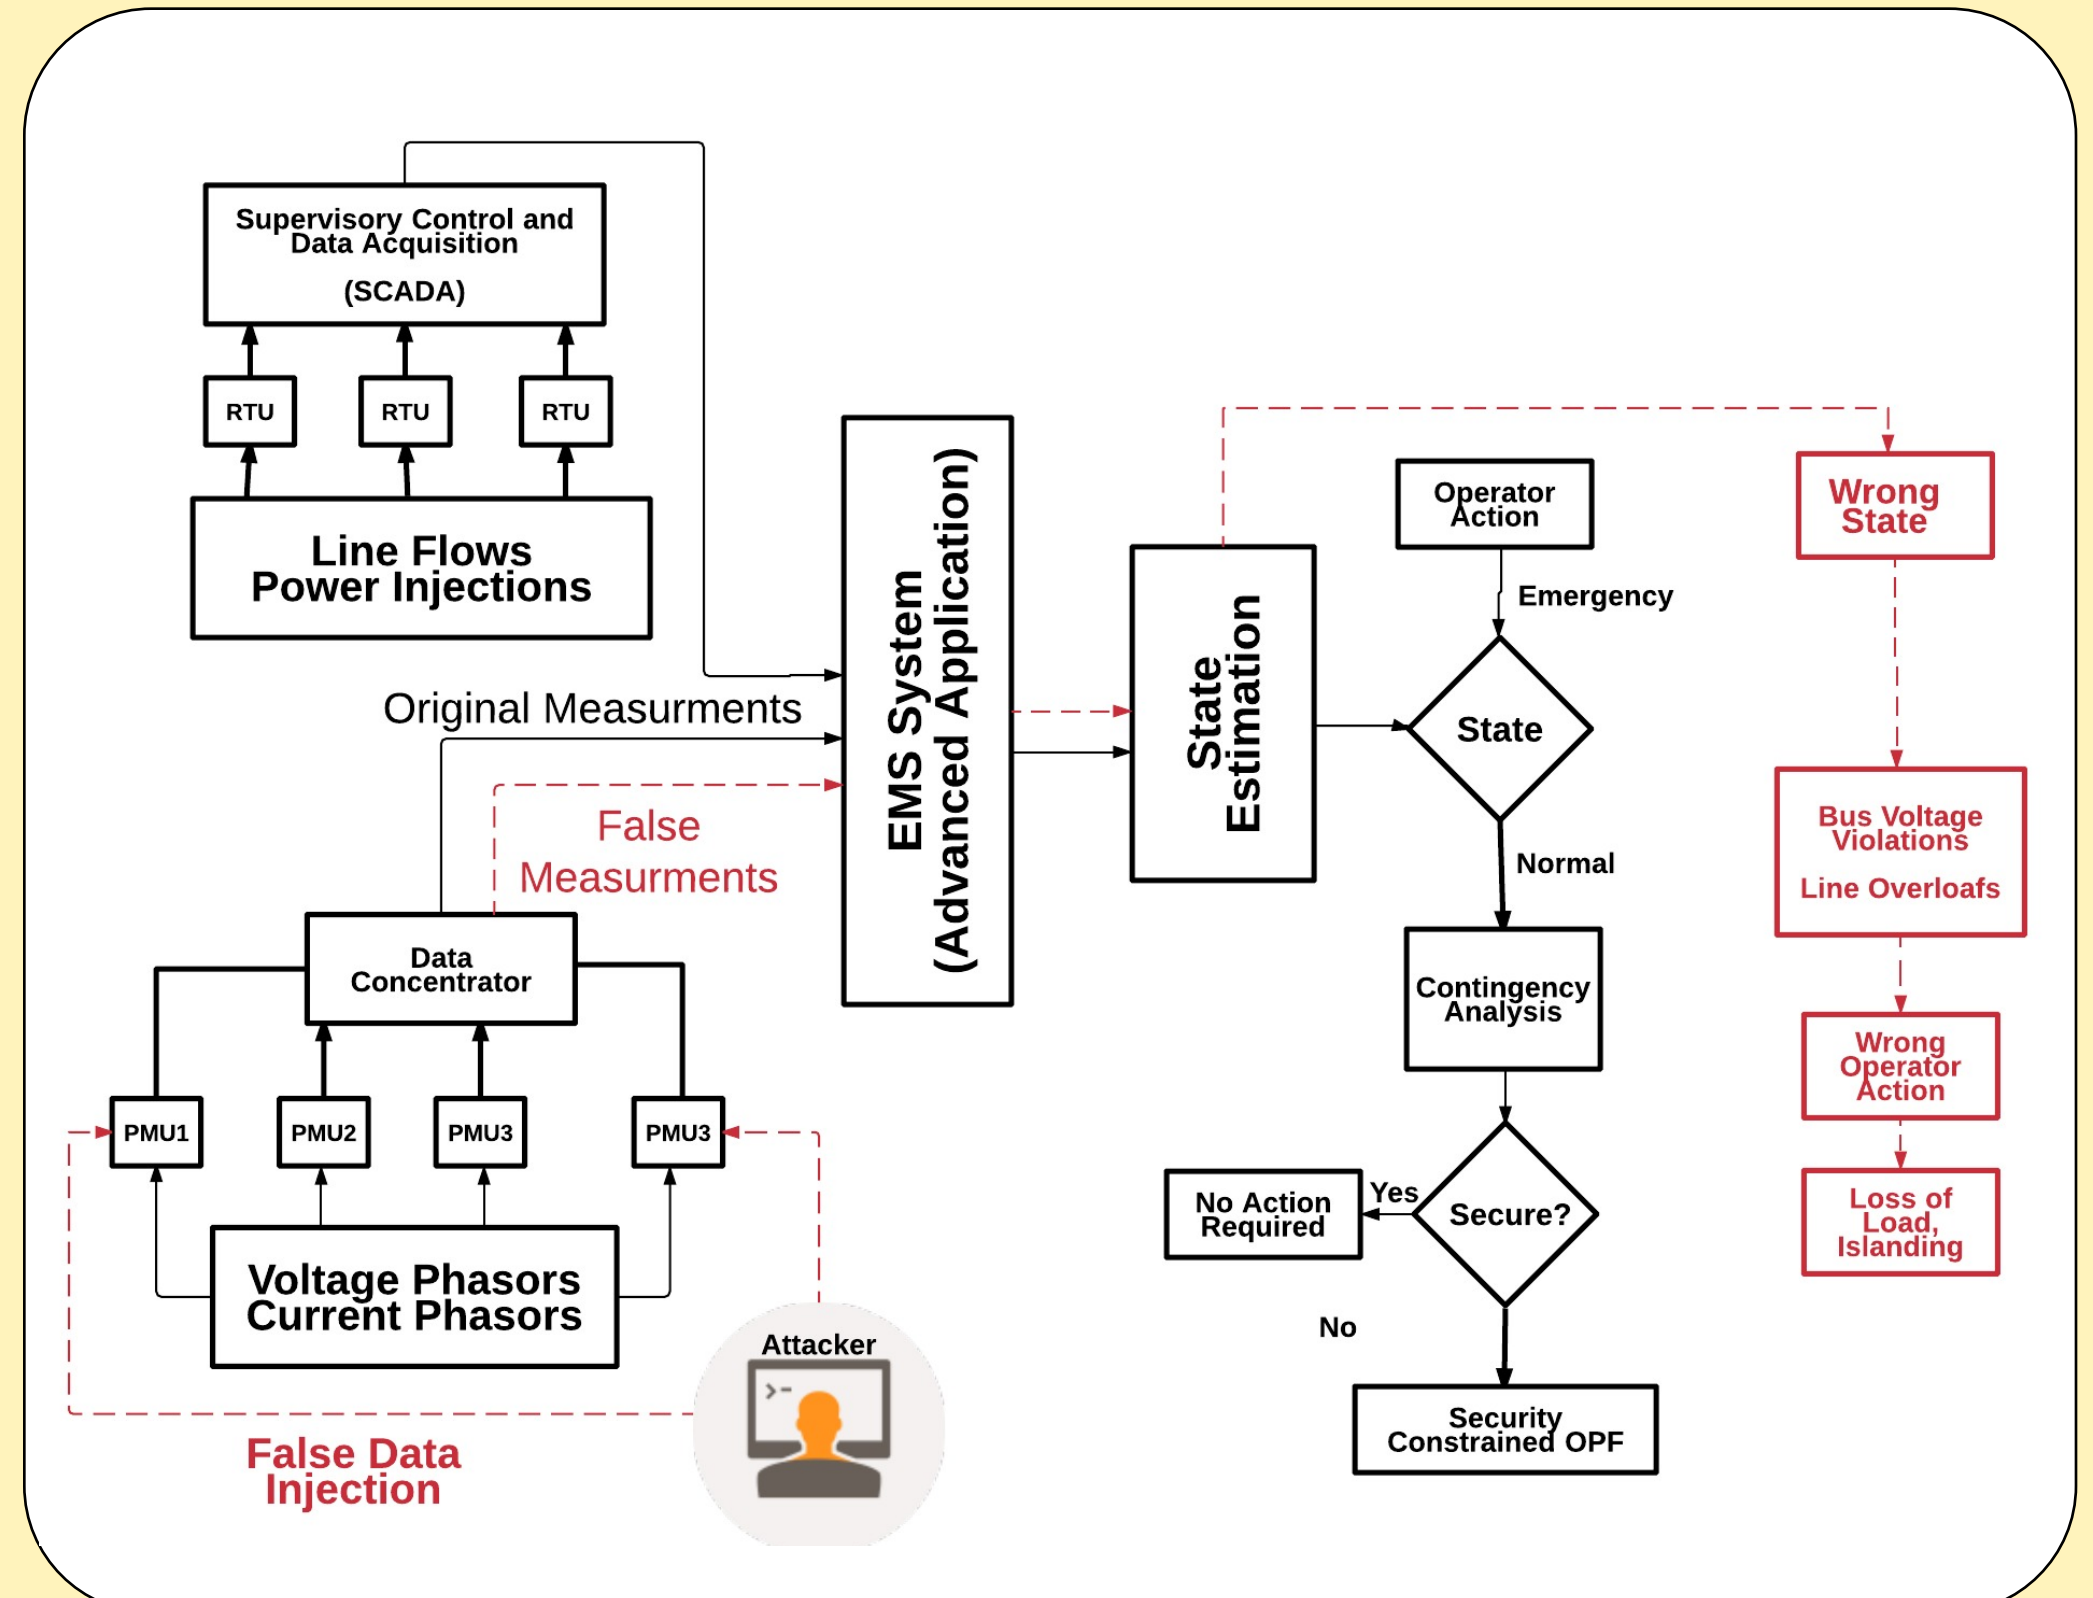 Supervisory Control and
Data Acquisition
(SCADA)
RTU
RTU
RTU
Line Flows
Power Injections
Original Measurments
False
Measurments
Data
Concentrator
PMU1
PMU2
PMU3
PMU3
Voltage Phasors
Current Phasors
False Data
Injection
Attacker
EMS System
(Advanced Application)
State
Estimation
Operator
Action
Emergency
State
Normal
Contingency
Analysis
Secure?
Yes
No Action
Required
No
Security
Constrained OPF
Wrong
State
Bus Voltage
Violations
Line Overloafs
Wrong
Operator
Action
Loss of
Load,
Islanding